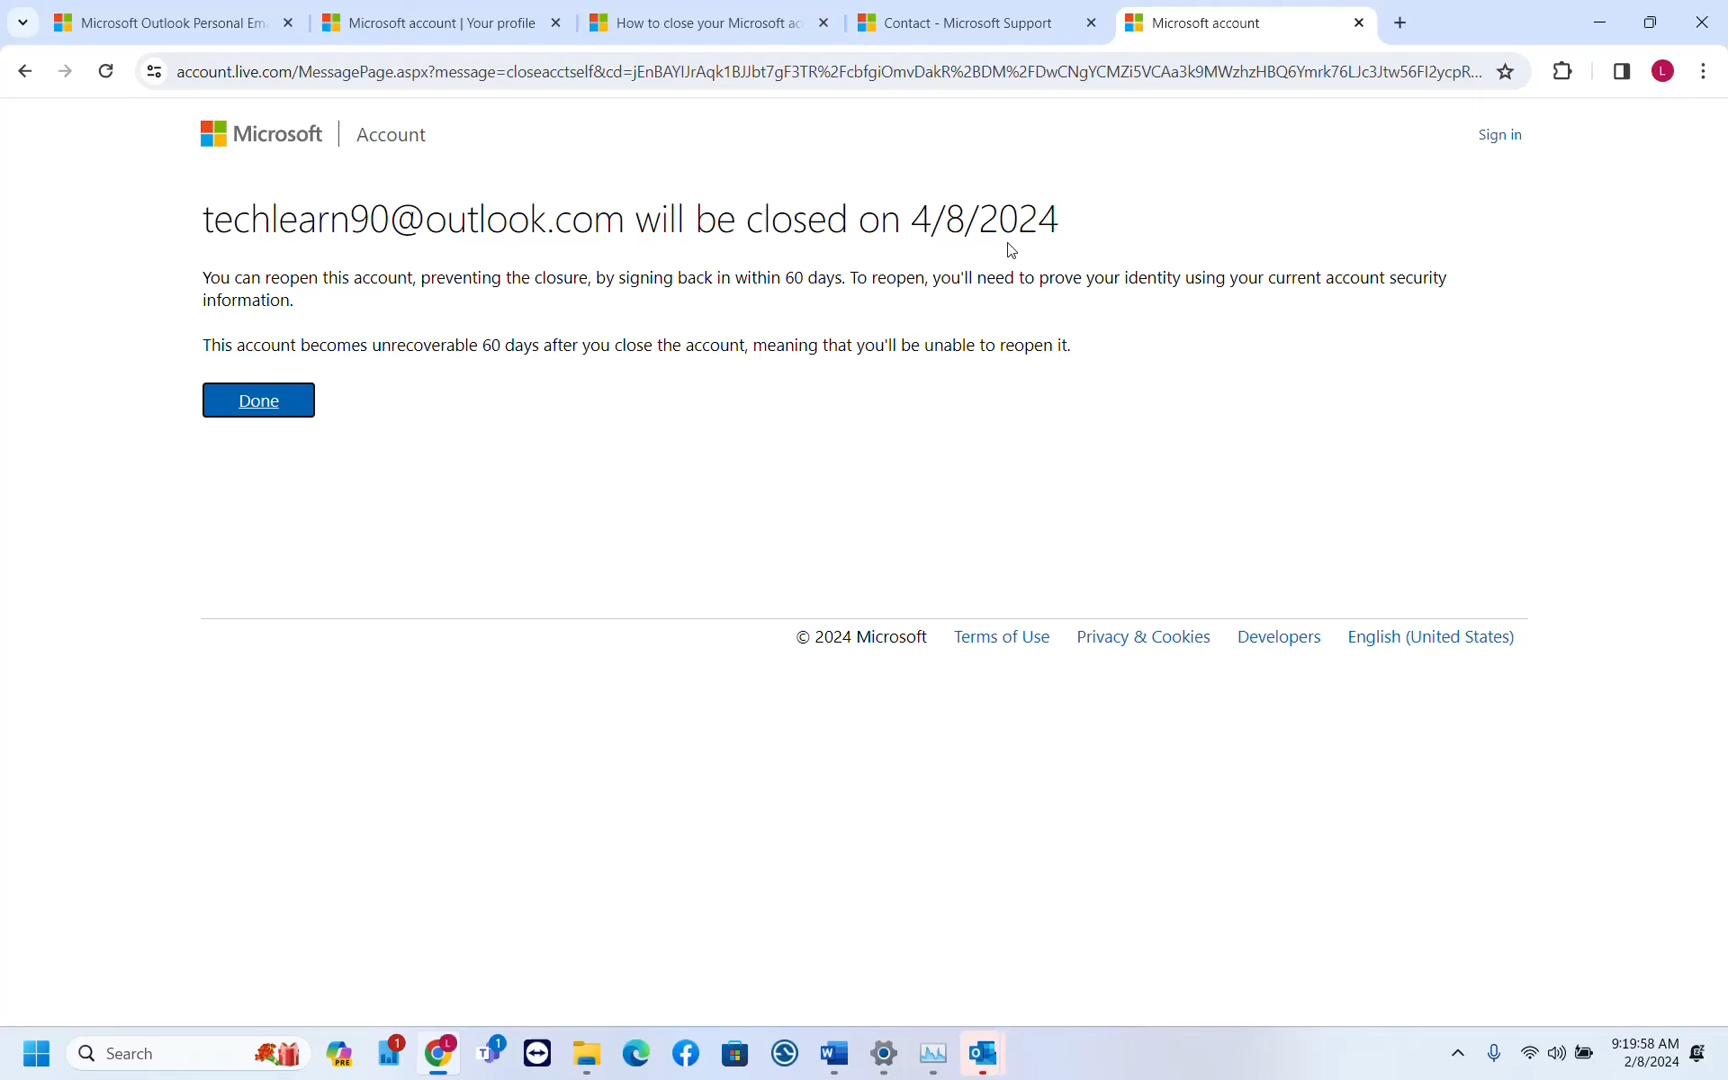 Microsoft Outlook Personal Em
Microsoft account | Your profile
How to close your Microsoft ac
Contact - Microsoft Support
Microsoft account
account.live.com/MessagePage.aspx?message=closeacctself&cd=
L
Microsoft | Account
Sign in
techlearn90@outlook.com will be closed on 4/8/2024
You can reopen this account, preventing the closure, by signing back in within 60 days. To reopen, you'll need to prove your identity using your current account security
information.
This account becomes unrecoverable 60 days after you close the account, meaning that you'll be unable to reopen it.
Done
© 2024 Microsoft Terms of Use Privacy & Cookies Developers English (United States)
Search
PRE
1
L
1
9:19:58 AM
2/8/2024